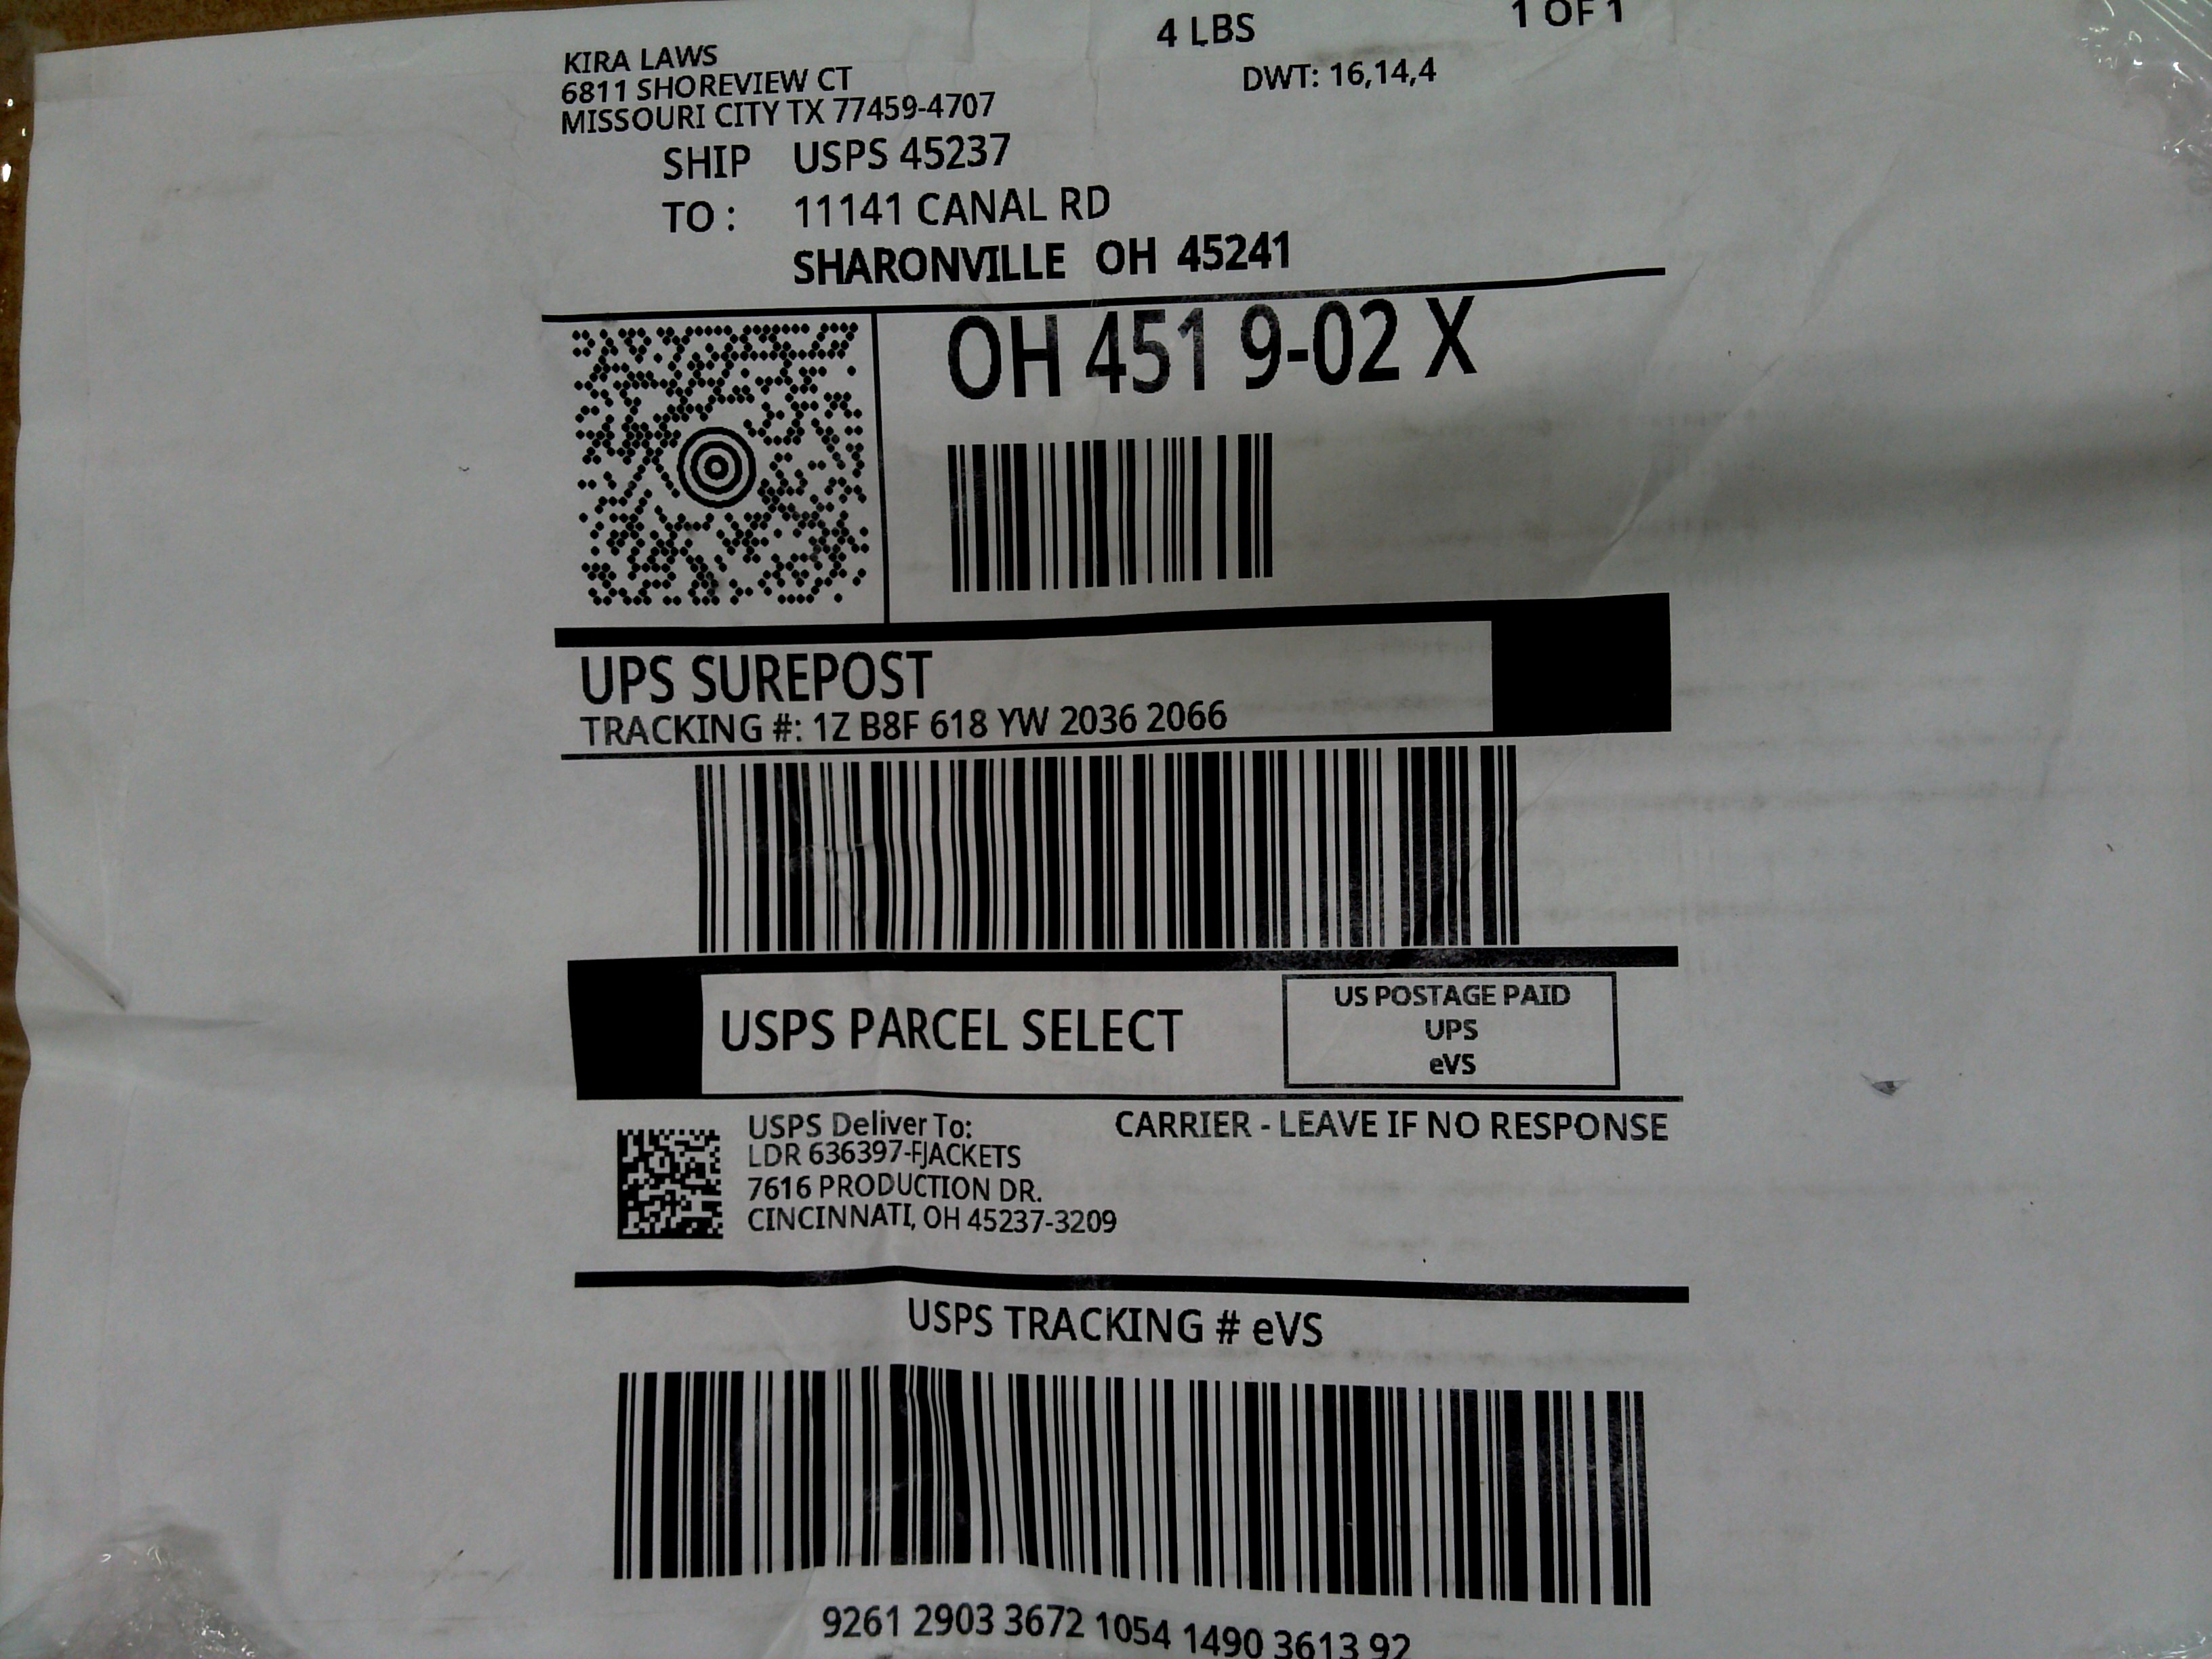 KIRA LAWS
6811 SHOREVIEW CT
MISSOURI CITY TX 77459-4707
4 LBS
1 OF 1
DWT: 16,14,4
SHIP USPS 45237
TO : 11141 CANAL RD
SHARONVILLE OH 45241
OH 451 9-02 X
UPS SUREPOST
TRACKING #: 1Z B8F 618 YW 2036 2066
USPS PARCEL SELECT
US POSTAGE PAID
UPS
eVS
USPS Deliver To:
CARRIER - LEAVE IF NO RESPONSE
LDR 636397-FJACKETS
7616 PRODUCTION DR.
CINCINNATI, OH 45237-3209
USPS TRACKING # eVS
9261 2903 3672 1054 1490 3613 92